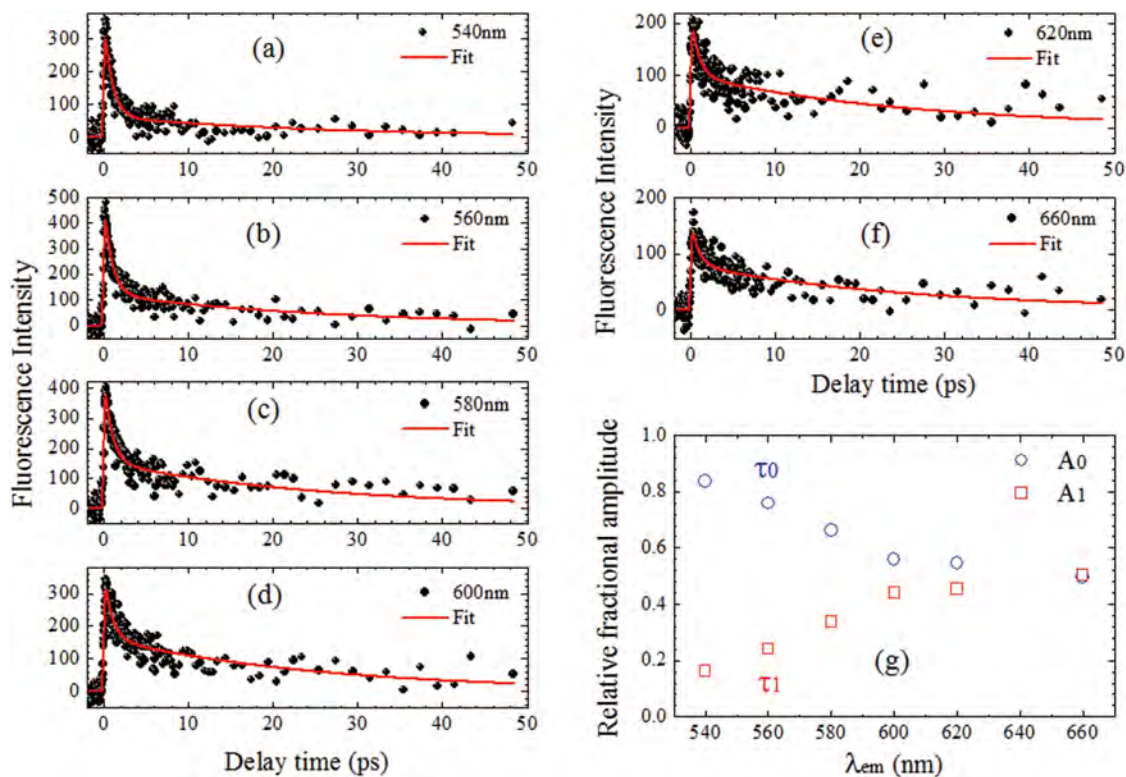 Fluorescence Intensity
300
200
100
0
(a)
540nm
Fit
0 10 20 30 40 50
500
400
300
200
100
0
(b)
560nm
Fit
0 10 20 30 40 50
400
300
200
100
0
(c)
580nm
Fit
0 10 20 30 40 50
300
200
100
0
(d)
600nm
Fit
0 10 20 30 40 50
Delay time (ps)
Fluorescence Intensity
200
100
0
(e)
620nm
Fit
0 10 20 30 40 50
200
100
0
(f)
660nm
Fit
0 10 20 30 40 50
Delay time (ps)
Relative fractional amplitude
1.0
0.8
0.6
0.4
0.2
0.0
τ0
A0
A1
τ1
(g)
540 560 580 600 620 640 660
λem (nm)